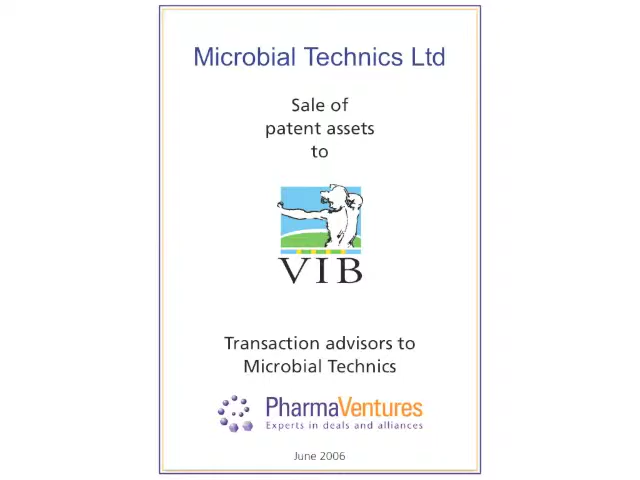 Microbial Technics Ltd
Sale of
patent assets
to
VIB
Transaction advisors to
Microbial Technics
PharmaVentures
Experts in deals and alliances
June 2006